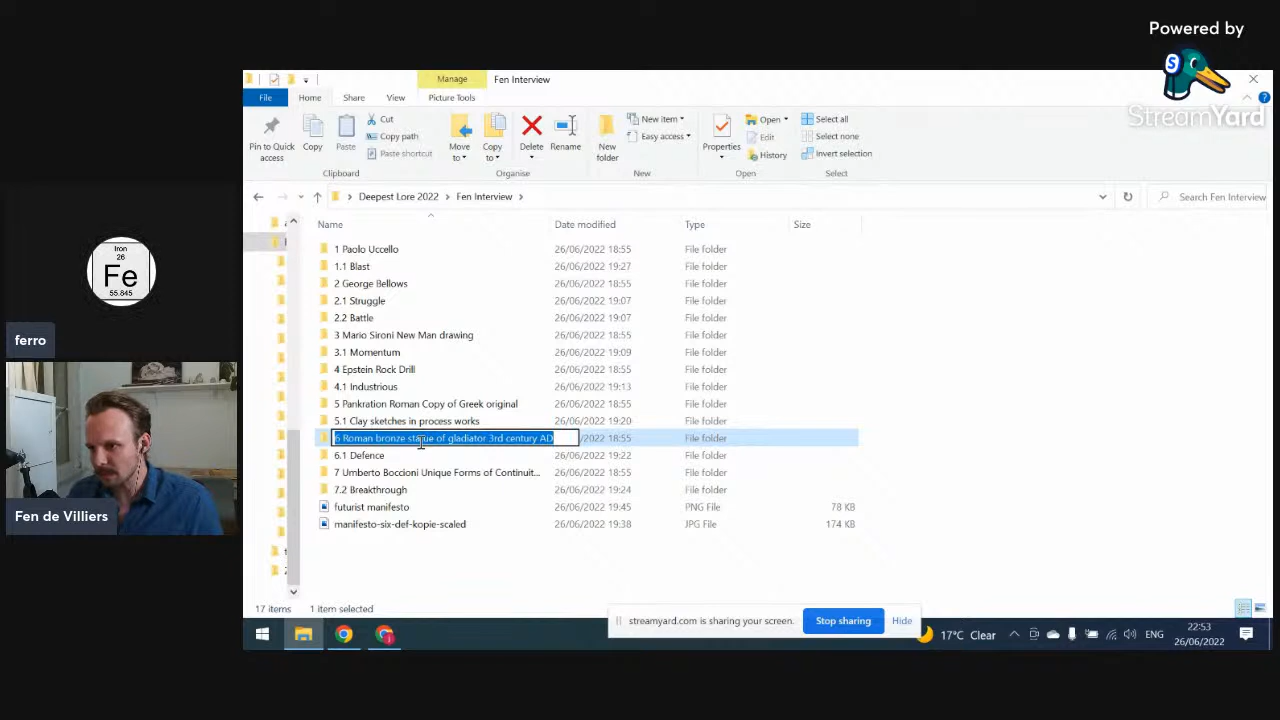 Powered by
StreamYard
Manage
Fen Interview
File
Home
Share
View
Picture Tools
Pin to Quick
access
Copy
Paste
Cut
Copy path
Paste shortcut
Clipboard
Move
to
Copy
to
Delete
Rename
Organise
New
folder
New item
Easy access
New
Properties
Open
Edit
History
Open
Select all
Select none
Invert selection
Select
Deepest Lore 2022
Fen Interview
Search Fen Interview
Name
Date modified
Type
Size
1 Paolo Uccello 26/06/2022 18:55 File folder
1.1 Blast 26/06/2022 19:27 File folder
2 George Bellows 26/06/2022 18:55 File folder
2.1 Struggle 26/06/2022 19:07 File folder
2.2 Battle 26/06/2022 19:07 File folder
3 Mario Sironi New Man drawing 26/06/2022 18:55 File folder
3.1 Momentum 26/06/2022 19:09 File folder
4 Epstein Rock Drill 26/06/2022 18:55 File folder
4.1 Industrious 26/06/2022 19:13 File folder
5 Pankration Roman Copy of Greek original 26/06/2022 18:55 File folder
5.1 Clay sketches in process works 26/06/2022 19:20 File folder
6 Roman bronze statue of gladiator 3rd century AD /2022 18:55 File folder
6.1 Defence 26/06/2022 19:22 File folder
7 Umberto Boccioni Unique Forms of Continuit... 26/06/2022 18:55 File folder
7.2 Breakthrough 26/06/2022 19:24 File folder
futurist manifesto 26/06/2022 19:45 PNG File 78 KB
manifesto-six-def-kopie-scaled 26/06/2022 19:38 JPG File 174 KB
17 items
1 item selected
streamyard.com is sharing your screen.
Stop sharing
Hide
17°C Clear
ENG
22:53
26/06/2022
Iron
26
Fe
55.845
ferro
Fen de Villiers